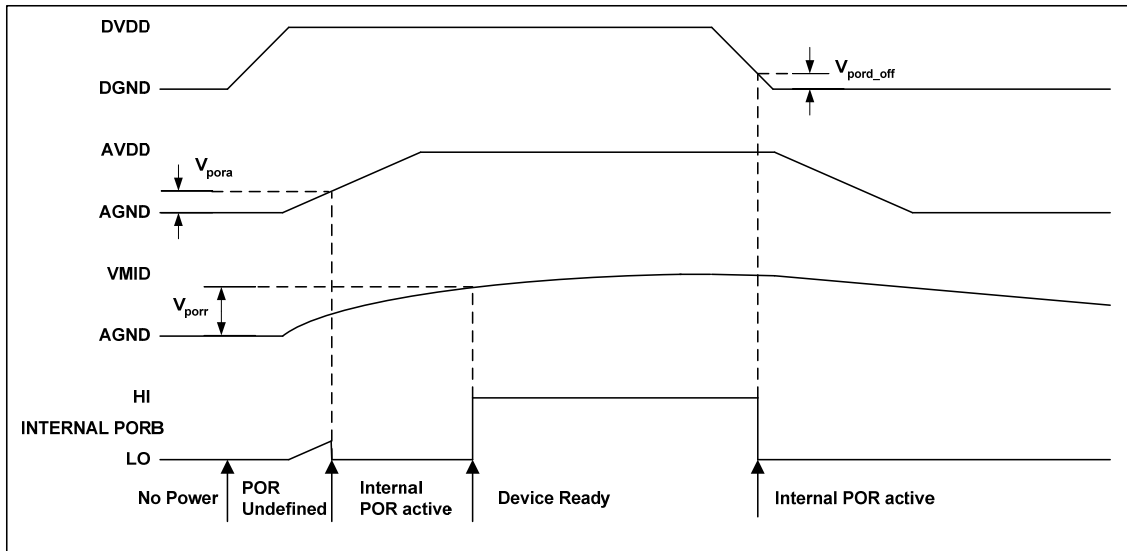 DVDD
V_pord_off
DGND
AVDD
V_pora
AGND
VMID
V_porr
AGND
HI
INTERNAL PORB
LO
No Power
POR
Undefined
Internal
POR active
Device Ready
Internal POR active